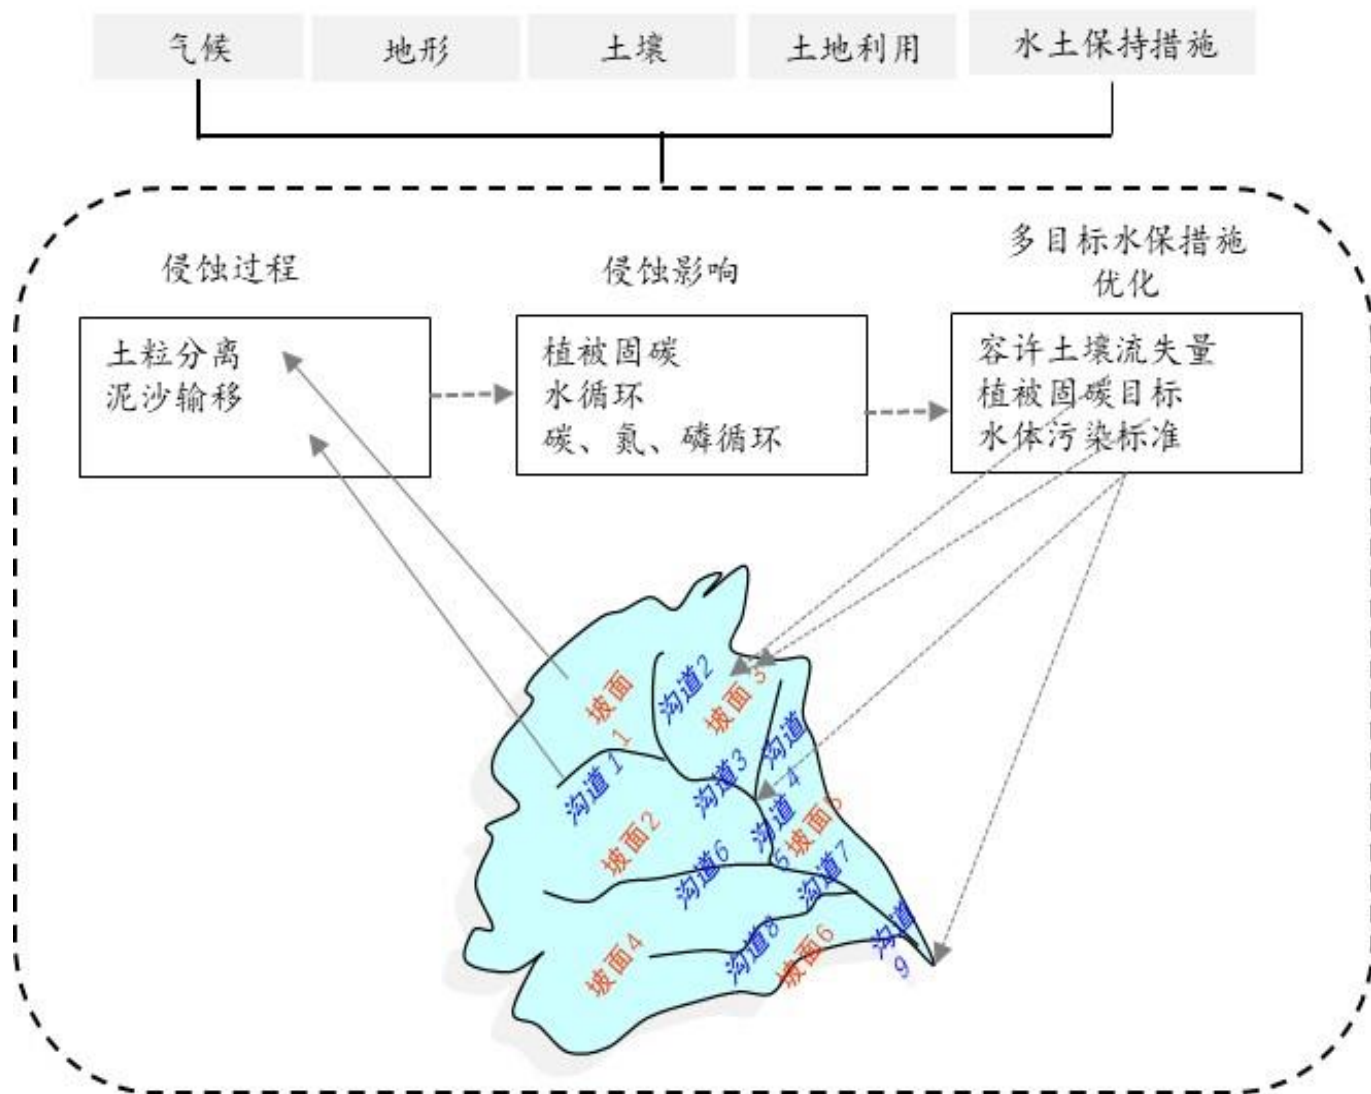 气候
地形
土壤
土地利用
水土保持措施
侵蚀过程
侵蚀影响
多目标水保措施
优化
土粒分离
泥沙输移
植被固碳
水循环
碳、氮、磷循环
容许土壤流失量
植被固碳目标
水体污染标准
坡面
1
沟道2
坡面3
沟道1
沟道3
沟道
4
坡面2
沟道
5
坡面5
沟道6
沟道7
坡面4
沟道8
坡面6
沟道
9